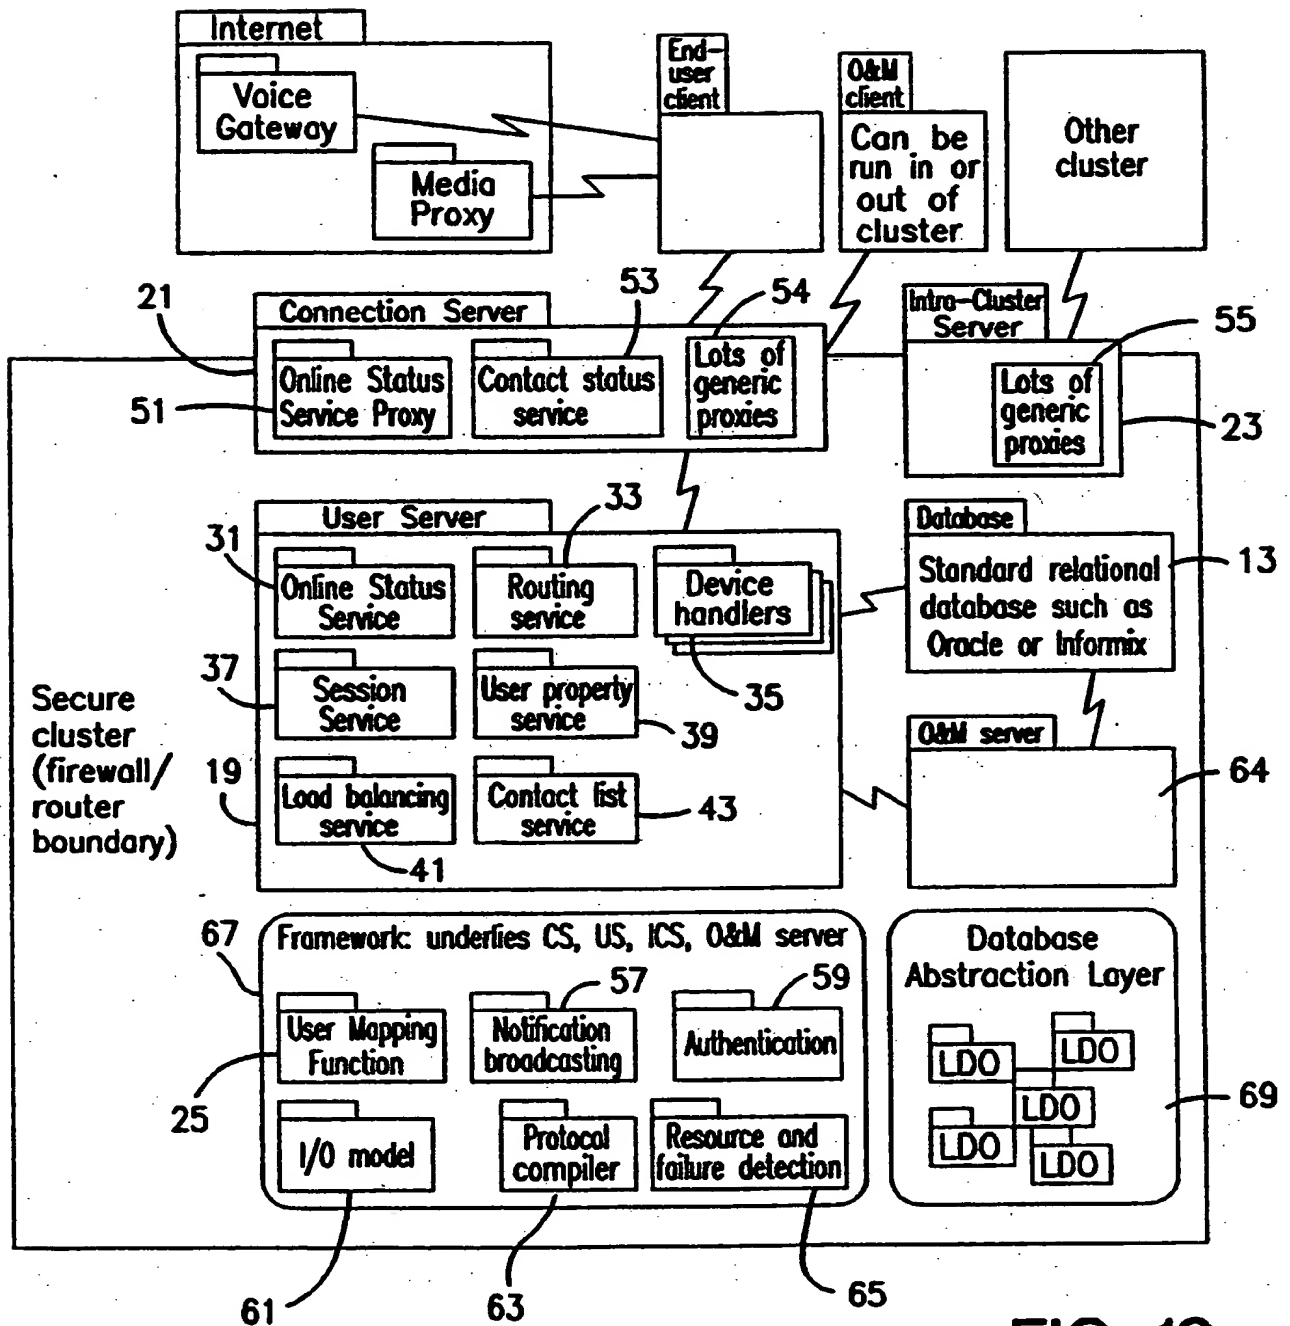 Internet
Voice
Gateway
Media
Proxy
End-
user
client
O&M
client
Can be
run in or
out of
cluster
Other
cluster
21
Connection Server
53
54
Online Status
Service Proxy
51
Contact status
service
Lots of
generic
proxies
Intra-Cluster
Server
55
Lots of
generic
proxies
23
User Server
31
33
Online Status
Service
Routing
service
Device
handlers
35
37
Session
Service
User property
service
39
19
Load balancing
service
41
Contact list
service
43
Database
13
Standard relational
database such as
Oracle or Informix
O&M server
64
Secure
cluster
(firewall/
router
boundary)
67
Framework: underlies CS, US, ICS, O&M server
57
59
User Mapping
Function
25
Notification
broadcasting
Authentication
I/O model
61
Protocol
compiler
63
Resource and
failure detection
65
Database
Abstraction Layer
LDO
LDO
LDO
LDO
LDO
69